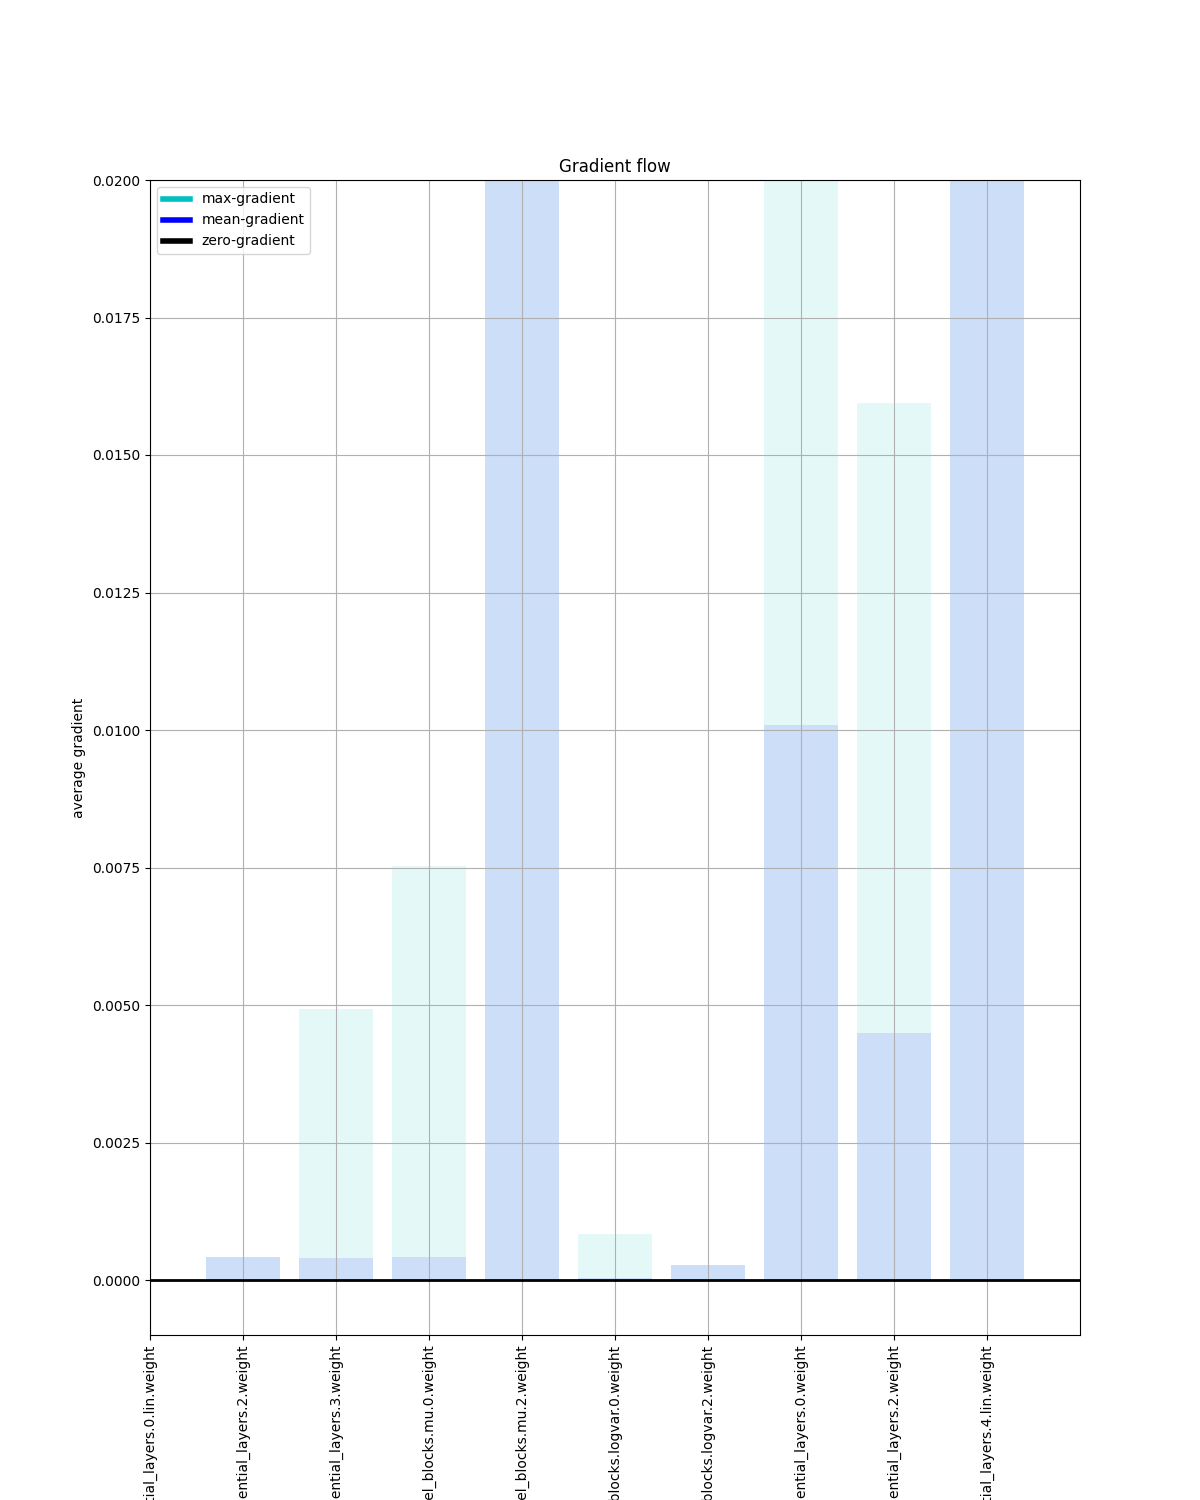 Gradient flow
max-gradient
mean-gradient
zero-gradient
0.0200
0.0175
0.0150
0.0125
0.0100
0.0075
0.0050
0.0025
0.0000
average gradient
tial_layers.0.lin.weight
ential_layers.2.weight
ential_layers.3.weight
el_blocks.mu.0.weight
el_blocks.mu.2.weight
blocks.logvar.0.weight
blocks.logvar.2.weight
ential_layers.0.weight
ential_layers.2.weight
tial_layers.4.lin.weight